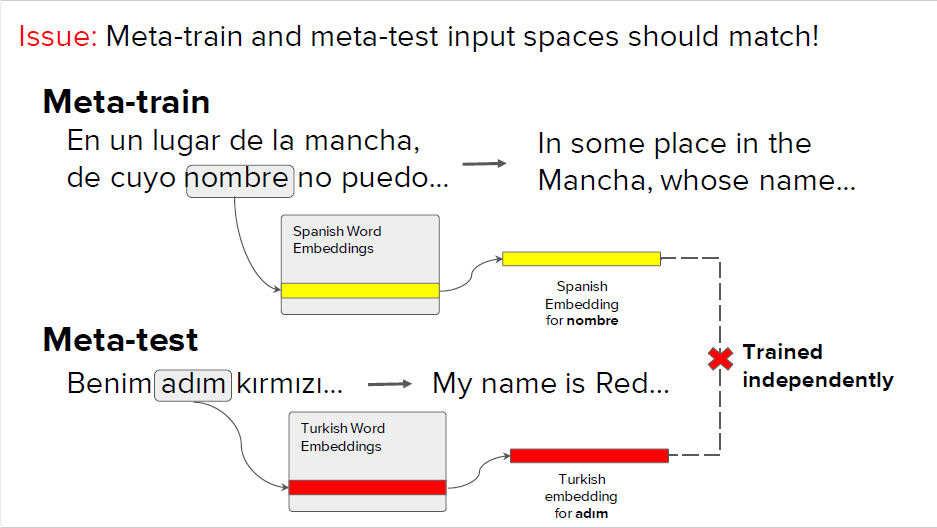 Issue: Meta-train and meta-test input spaces should match!
Meta-train
En un lugar de la mancha,
de cuyo nombre no puedo...
In some place in the
Mancha, whose name...
Spanish Word
Embeddings
Spanish
Embedding
for nombre
Meta-test
Benim adım kırmızı...
My name is Red...
Trained
independently
Turkish Word
Embeddings
Turkish
embedding
for adım